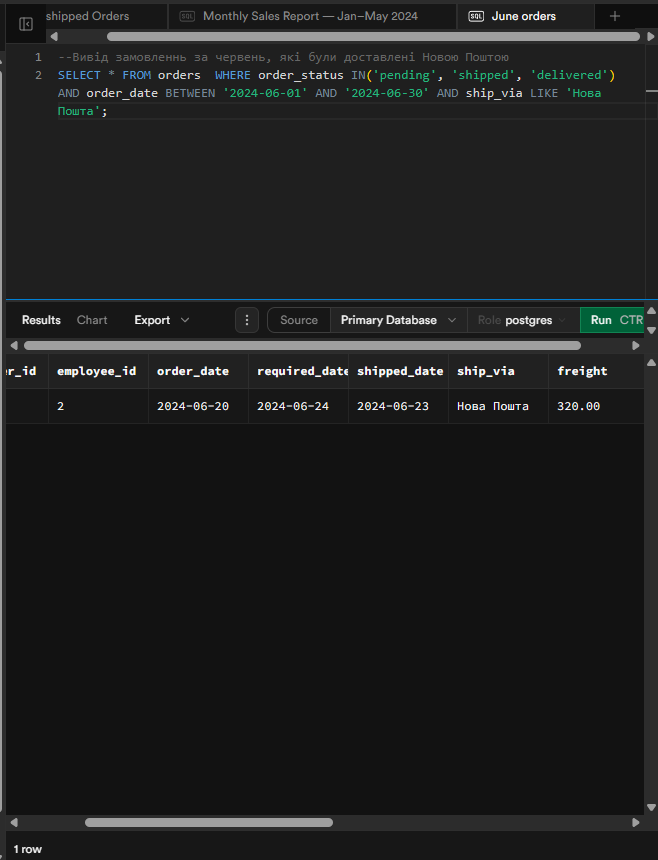 shipped Orders
SQL Monthly Sales Report — Jan–May 2024
SQL June orders
+
1 --Вивід замовленнь за червень, які були доставлені Новою Поштою
2 SELECT * FROM orders  WHERE order_status IN('pending', 'shipped', 'delivered')
AND order_date BETWEEN '2024-06-01' AND '2024-06-30' AND ship_via LIKE 'Нова
Пошта';
Results Chart Export Source Primary Database Role postgres Run CTR
er_id employee_id order_date required_date shipped_date ship_via freight
2 2024-06-20 2024-06-24 2024-06-23 Нова Пошта 320.00
1 row